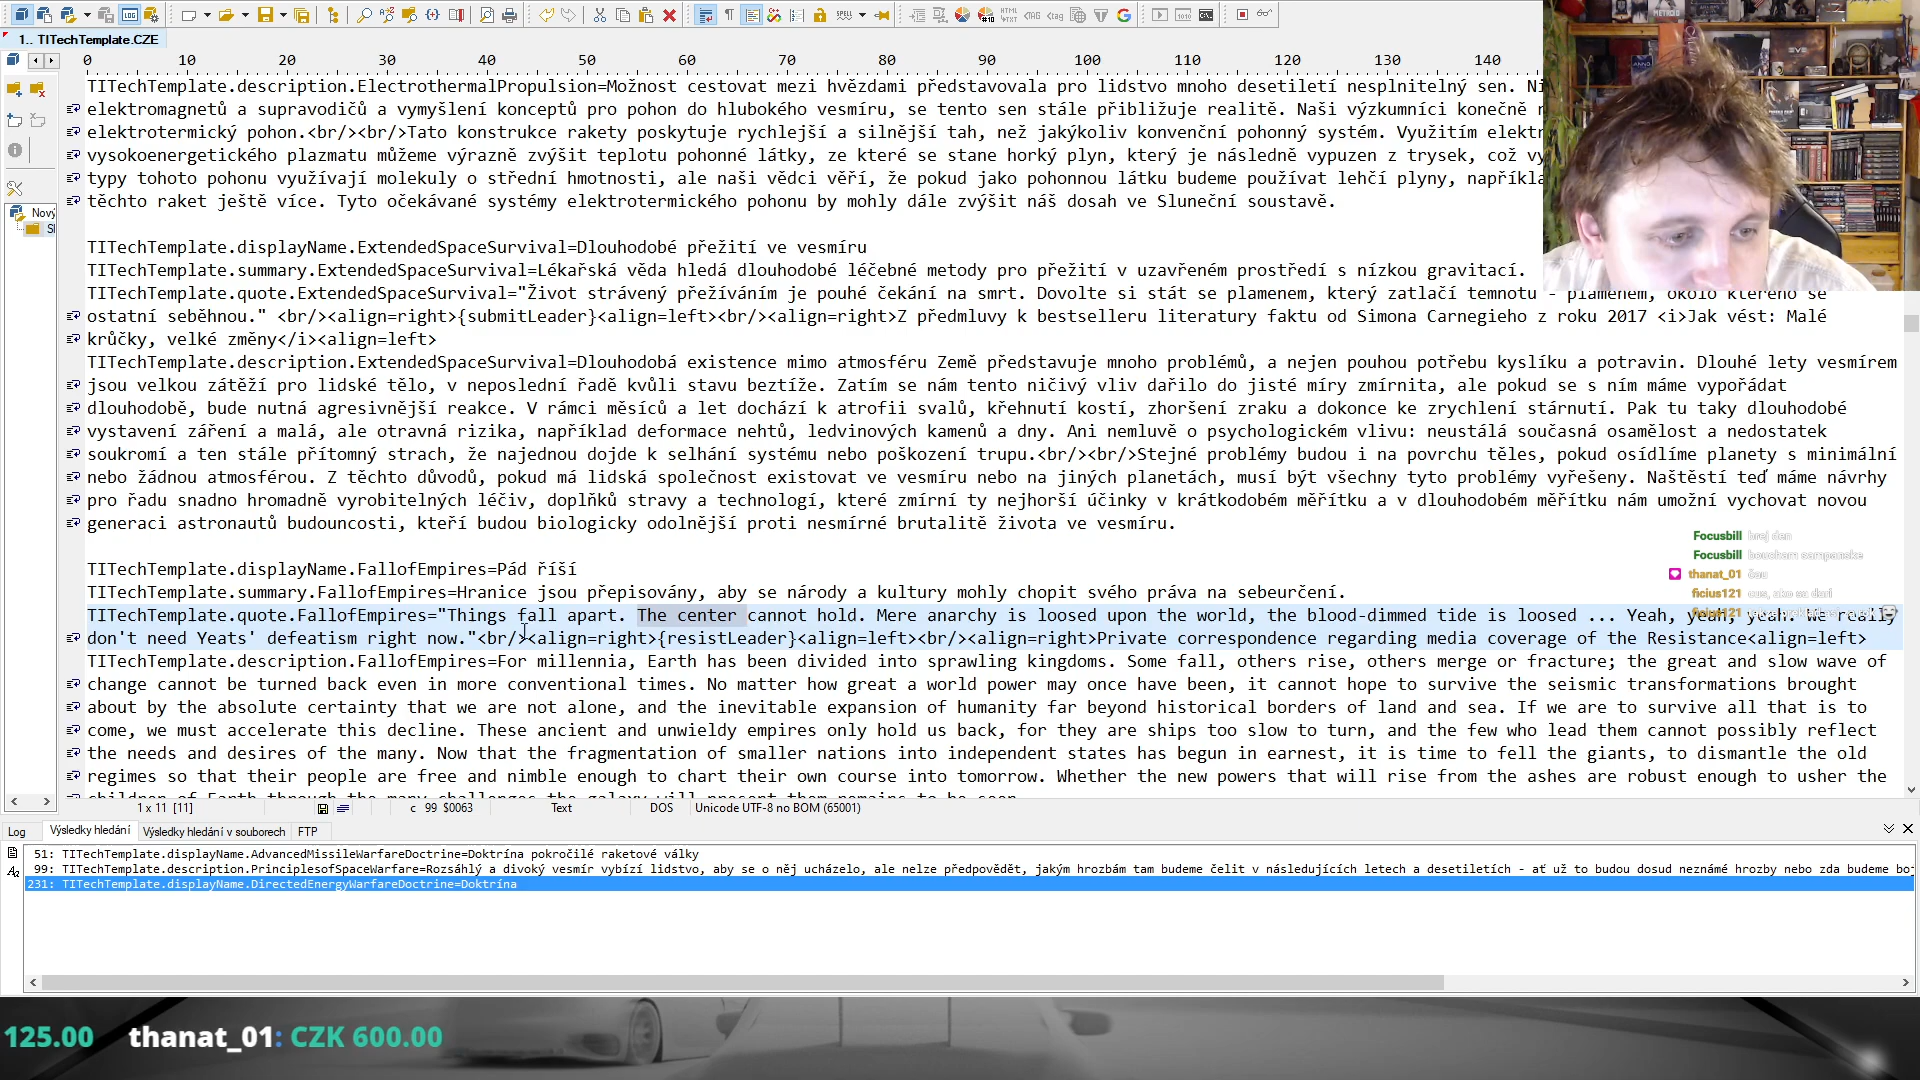 1.. TITechTemplate.CZE
0 10 20 30 40 50 60 70 80 90 100 110 120 130 140
TITechTemplate.description.ElectrothermalPropulsion=Možnost cestovat mezi hvězdami představovala pro lidstvo mnoho desetiletí nesplnitelný sen.
elektromagnetů a supravodičů a vymyšlení konceptů pro pohon do hlubokého vesmíru, se tento sen stále přibližuje realitě. Naši výzkumníci konečně
elektrotermický pohon.<br/><br/>Tato konstrukce rakety poskytuje rychlejší a silnější tah, než jakýkoliv konvenční pohonný systém. Využitím
vysokoenergetického plazmatu můžeme výrazně zvýšit teplotu pohonné látky, ze které se stane horký plyn, který je následně vypuzen z trysek, což
typy tohoto pohonu využívají molekuly o střední hmotnosti, ale naši vědci věří, že pokud jako pohonnou látku budeme používat lehčí plyny,
těchto raket ještě více. Tyto očekávané systémy elektrotermického pohonu by mohly dále zvýšit náš dosah ve Sluneční soustavě.
Nový
TITechTemplate.displayName.ExtendedSpaceSurvival=Dlouhodobé přežití ve vesmíru
TITechTemplate.summary.ExtendedSpaceSurvival=Lékařská věda hledá dlouhodobé léčebné metody pro přežití v uzavřeném prostředí s nízkou gravitací.
TITechTemplate.quote.ExtendedSpaceSurvival="Život strávený přežíváním je pouhé čekání na smrt. Dovolte si stát se plamenem, který zatlačí temnotu - plamenem, okolo kterého se
ostatní seběhnou." <br/><align=right>{submitLeader}<align=left><br/><align=right>Z předmluvy k bestselleru literatury faktu od Simona Carnegieho z roku 2017 <i>Jak vést: Malé
krůčky, velké změny</i><align=left>
TITechTemplate.description.ExtendedSpaceSurvival=Dlouhodobá existence mimo atmosféru Země představuje mnoho problémů, a nejen pouhou potřebu kyslíku a potravin. Dlouhé lety vesmírem
jsou velkou zátěží pro lidské tělo, v neposlední řadě kvůli stavu beztíže. Zatím se nám tento ničivý vliv dařilo do jisté míry zmírnita, ale pokud se s ním máme vypořádat
dlouhodobě, bude nutná agresivnější reakce. V rámci měsíců a let dochází k atrofii svalů, křehnutí kostí, zhoršení zraku a dokonce ke zrychlení stárnutí. Pak tu taky dlouhodobé
vystavení záření a malá, ale otravná rizika, například deformace nehtů, ledvinových kamenů a dny. Ani nemluvě o psychologickém vlivu: neustálá současná osamělost a nedostatek
soukromí a ten stále přítomný strach, že najednou dojde k selhání systému nebo poškození trupu.<br/><br/>Stejné problémy budou i na povrchu těles, pokud osídlíme planety s minimální
nebo žádnou atmosférou. Z těchto důvodů, pokud má lidská společnost existovat ve vesmíru nebo na jiných planetách, musí být všechny tyto problémy vyřešeny. Naštěstí teď máme návrhy
pro řadu snadno hromadně vyrobitelných léčiv, doplňků stravy a technologí, které zmírní ty nejhorší účinky v krátkodobém měřítku a v dlouhodobém měřítku nám umožní vychovat novou
generaci astronautů budouncosti, kteří budou biologicky odolnější proti nesmírné brutalitě života ve vesmíru.
Focusbill hrej den
Focusbill
thanat_01 čau
ficius121
ficius121
TITechTemplate.displayName.FallofEmpires=Pád říší
TITechTemplate.summary.FallofEmpires=Hranice jsou přepisovány, aby se národy a kultury mohly chopit svého práva na sebeurčení.
TITechTemplate.quote.FallofEmpires="Things fall apart. The center cannot hold. Mere anarchy is loosed upon the world, the blood-dimmed tide is loosed ... Yeah, yeah, yeah. We really
don't need Yeats' defeatism right now."<br/><align=right>{resistLeader}<align=left><br/><align=right>Private correspondence regarding media coverage of the Resistance<align=left>
TITechTemplate.description.FallofEmpires=For millennia, Earth has been divided into sprawling kingdoms. Some fall, others rise, others merge or fracture; the great and slow wave of
change cannot be turned back even in more conventional times. No matter how great a world power may once have been, it cannot hope to survive the seismic transformations brought
about by the absolute certainty that we are not alone, and the inevitable expansion of humanity far beyond historical borders of land and sea. If we are to survive all that is to
come, we must accelerate this decline. These ancient and unwieldy empires only hold us back, for they are ships too slow to turn, and the few who lead them cannot possibly reflect
the needs and desires of the many. Now that the fragmentation of smaller nations into independent states has begun in earnest, it is time to fell the giants, to dismantle the old
regimes so that their people are free and nimble enough to chart their own course into tomorrow. Whether the new powers that will rise from the ashes are robust enough to usher the
children of Earth through the many challenges the galaxy will present them remains to be seen.
1 x 11 [11] c 99 $0063 Text DOS Unicode UTF-8 no BOM (65001)
Log Výsledky hledání Výsledky hledání v souborech FTP
51: TITechTemplate.displayName.AdvancedMissileWarfareDoctrine=Doktrína pokročilé raketové války
99: TITechTemplate.description.PrinciplesofSpaceWarfare=Rozsáhlý a divoký vesmír vybízí lidstvo, aby se o něj ucházelo, ale nelze předpovědět, jakým hrozbám tam budeme čelit v následujících letech a desetiletích - ať už to budou dosud neznámé hrozby nebo zda budeme
231: TITechTemplate.displayName.DirectedEnergyWarfareDoctrine=Doktrína
125.00 thanat_01: CZK 600.00